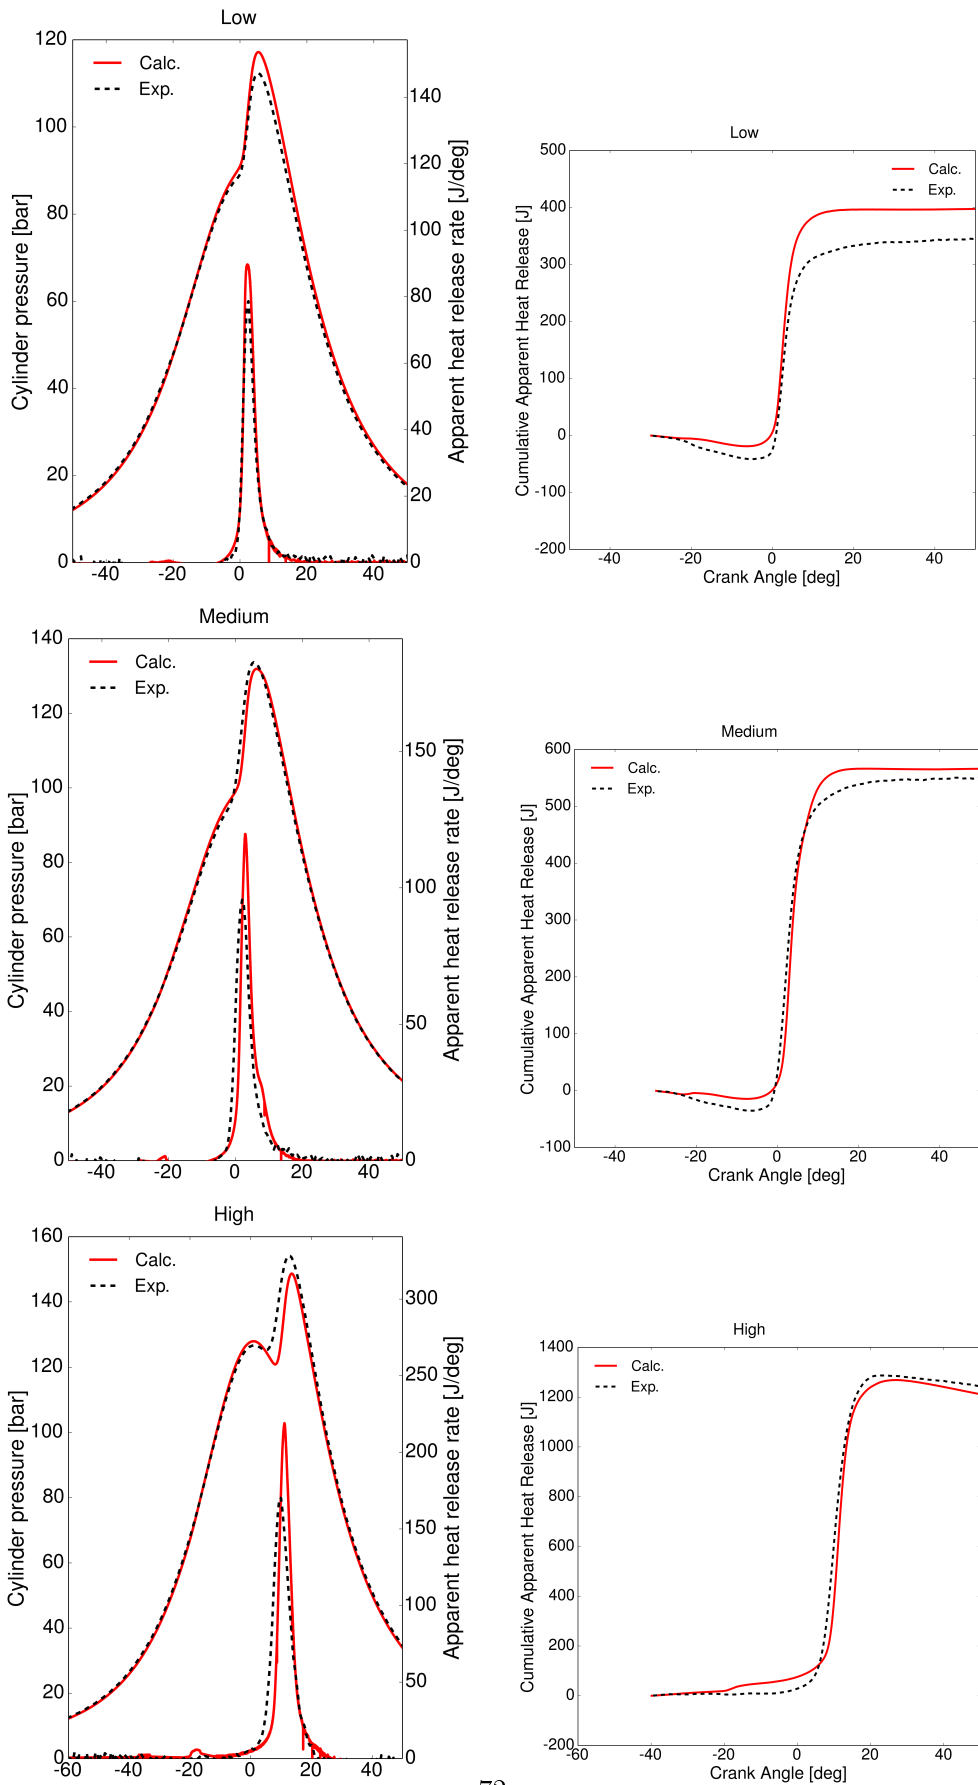 Low
120
100
80
60
40
20
0
Cylinder pressure [bar]
Calc.
Exp.
140
120
100
80
60
40
20
0
Apparent heat release rate [J/deg]
-40 -20 0 20 40
Low
500
400
300
200
100
0
-100
-200
Cumulative Apparent Heat Release [J]
Calc.
Exp.
-40 -20 0 20 40
Crank Angle [deg]
Medium
140
120
100
80
60
40
20
0
Cylinder pressure [bar]
Calc.
Exp.
150
100
50
0
Apparent heat release rate [J/deg]
-40 -20 0 20 40
Medium
600
500
400
300
200
100
0
-100
Cumulative Apparent Heat Release [J]
Calc.
Exp.
-40 -20 0 20 40
Crank Angle [deg]
High
160
140
120
100
80
60
40
20
0
Cylinder pressure [bar]
Calc.
Exp.
300
250
200
150
100
50
0
Apparent heat release rate [J/deg]
-60 -40 -20 0 20 40
High
1400
1200
1000
800
600
400
200
0
-200
Cumulative Apparent Heat Release [J]
Calc.
Exp.
-60 -40 -20 0 20 40
Crank Angle [deg]